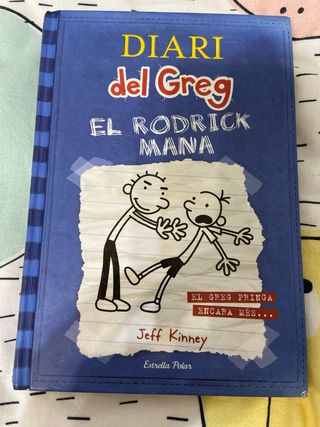 DIARI
del Greg
EL RODRICK
MANA
EL GREG PRINGA
ENCARA MÉS...
Jeff Kinney
Estrella Polar